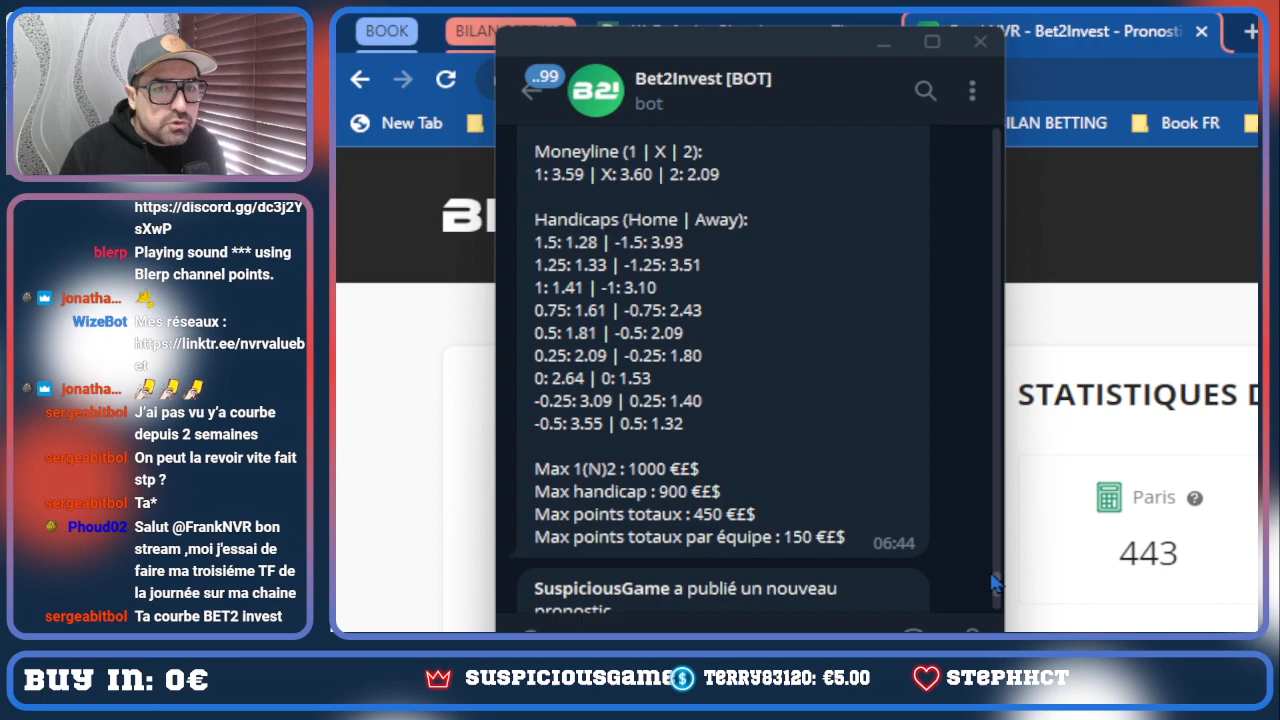 https://discord.gg/dc3j2Y
sXwP
blerp Playing sound *** using
Blerp channel points.
jonatha...
WizeBot Mes réseaux :
https://linktr.ee/nvrvalueb
et
jonatha...
sergeabitbol J'ai pas vu y'a courbe
depuis 2 semaines
sergeabitbol On peut la revoir vite fait
stp ?
sergeabitbol Ta*
Phoud02 Salut @FrankNVR bon
stream ,moi j'essai de
faire ma troisiéme TF de
la journée sur ma chaine
sergeabitbol Ta courbe BET2 invest
BOOK
NVR - Bet2Invest - Pronosti
New Tab
ILAN BETTING
Book FR
..99
B2!
Bet2Invest [BOT]
bot
Moneyline (1 | X | 2):
1: 3.59 | X: 3.60 | 2: 2.09
Handicaps (Home | Away):
1.5: 1.28 | -1.5: 3.93
1.25: 1.33 | -1.25: 3.51
1: 1.41 | -1: 3.10
0.75: 1.61 | -0.75: 2.43
0.5: 1.81 | -0.5: 2.09
0.25: 2.09 | -0.25: 1.80
0: 2.64 | 0: 1.53
-0.25: 3.09 | 0.25: 1.40
-0.5: 3.55 | 0.5: 1.32
Max 1(N)2 : 1000 €£$
Max handicap : 900 €£$
Max points totaux : 450 €£$
Max points totaux par équipe : 150 €£$
06:44
SuspiciousGame a publié un nouveau
pronostic
STATISTIQUES D
Paris ?
443
BUY IN: 0€
SUSPICIOUSGAME
TERRY83120: €5.00
STEPHHCT